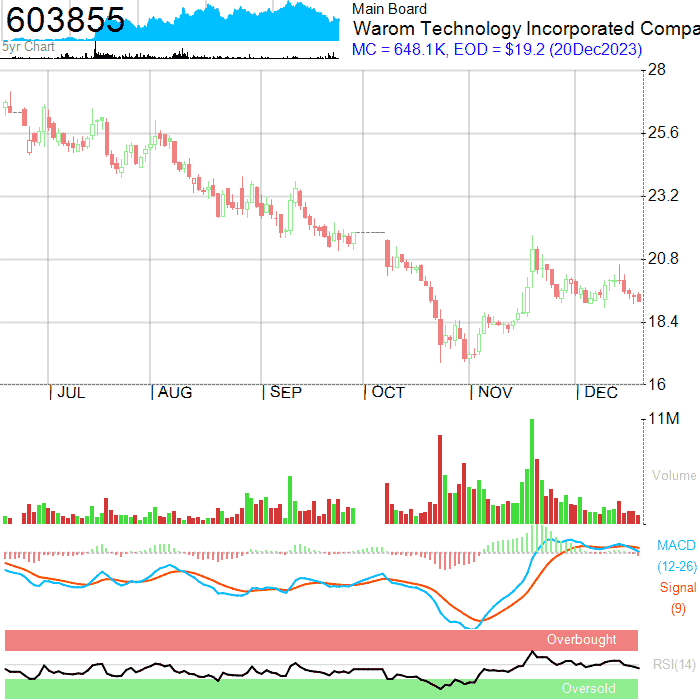 603855
5yr Chart
Main Board
Warom Technology Incorporated Compa
MC = 648.1K, EOD = $19.2 (20Dec2023)
28
25.6
23.2
20.8
18.4
16
JUL
AUG
SEP
OCT
NOV
DEC
11M
Volume
MACD
(12-26)
Signal
(9)
Overbought
RSI(14)
Oversold